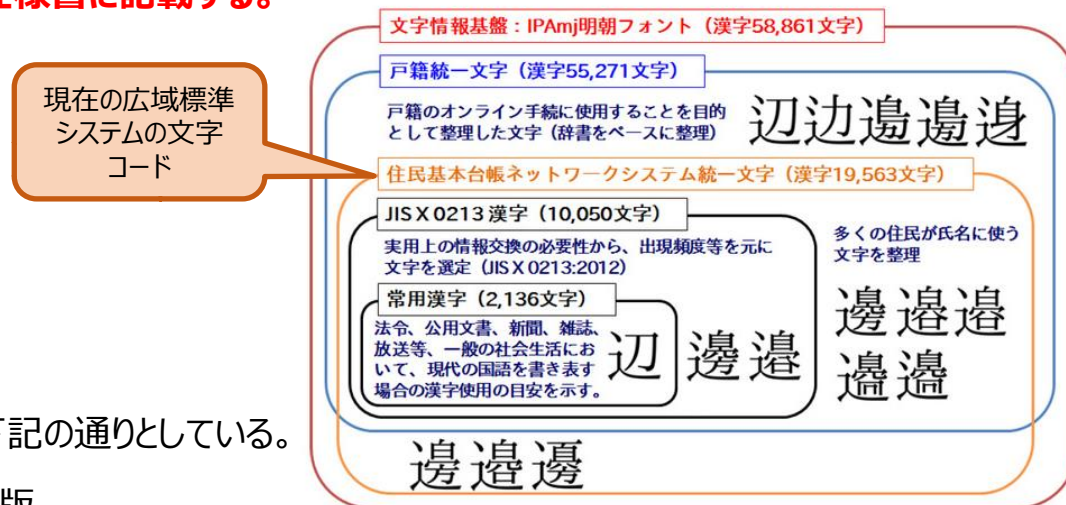 様書に記載する。
文字情報基盤：IPAmj明朝フォント（漢字58,861文字）
戸籍統一文字（漢字55,271文字）
戸籍のオンライン手続に使用することを目的
として整理した文字（辞書をベースに整理）
現在の広域標準
システムの文字
コード
住民基本台帳ネットワークシステム統一文字（漢字19,563文字）
JIS X 0213 漢字（10,050文字）
実用上の情報交換の必要性から、出現頻度等を元に
文字を選定（JIS X 0213:2012）
多くの住民が氏名に使う
文字を整理
常用漢字（2,136文字）
法令、公用文書、新聞、雑誌、
放送等、一般の社会生活にお
いて、現代の国語を書き表す
場合の漢字使用の目安を示す。
辺
邊邉
記の通りとしている。
版